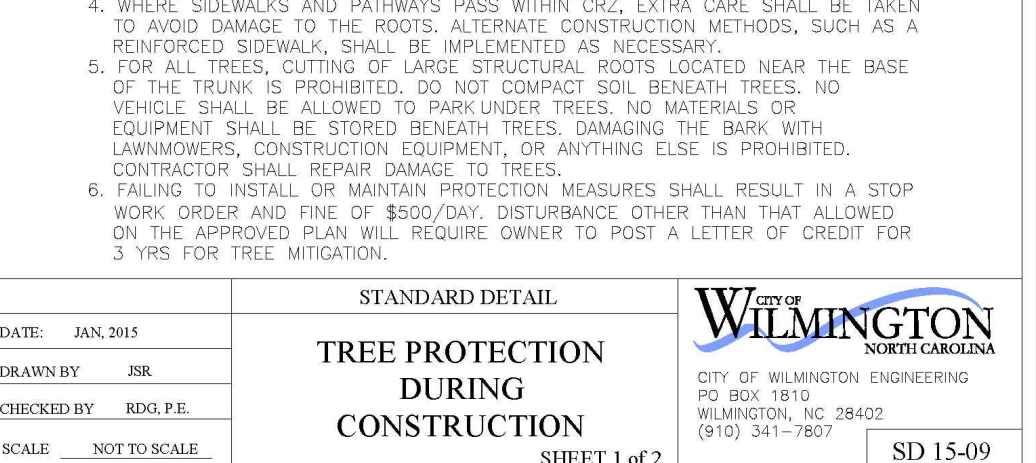 4. WHERE SIDEWALKS AND PATHWAYS PASS WITHIN CRZ, EXTRA CARE SHALL BE TAKEN
TO AVOID DAMAGE TO THE ROOTS. ALTERNATE CONSTRUCTION METHODS, SUCH AS A
REINFORCED SIDEWALK, SHALL BE IMPLEMENTED AS NECESSARY.
5. FOR ALL TREES, CUTTING OF LARGE STRUCTURAL ROOTS LOCATED NEAR THE BASE
OF THE TRUNK IS PROHIBITED. DO NOT COMPACT SOIL BENEATH TREES. NO
VEHICLE SHALL BE ALLOWED TO PARK UNDER TREES. NO MATERIALS OR
EQUIPMENT SHALL BE STORED BENEATH TREES. DAMAGING THE BARK WITH
LAWNMOWERS, CONSTRUCTION EQUIPMENT, OR ANYTHING ELSE IS PROHIBITED.
CONTRACTOR SHALL REPAIR DAMAGE TO TREES.
6. FAILING TO INSTALL OR MAINTAIN PROTECTION MEASURES SHALL RESULT IN A STOP
WORK ORDER AND FINE OF $500/DAY. DISTURBANCE OTHER THAN THAT ALLOWED
ON THE APPROVED PLAN WILL REQUIRE OWNER TO POST A LETTER OF CREDIT FOR
3 YRS FOR TREE MITIGATION.
DATE: JAN, 2015
DRAWN BY JSR
CHECKED BY RDG, P.E.
SCALE NOT TO SCALE
STANDARD DETAIL
TREE PROTECTION
DURING
CONSTRUCTION
SHEET 1 of 2
CITY OF
WILMINGTON
NORTH CAROLINA
CITY OF WILMINGTON ENGINEERING
PO BOX 1810
WILMINGTON, NC 28402
(910) 341-7807
SD 15-09